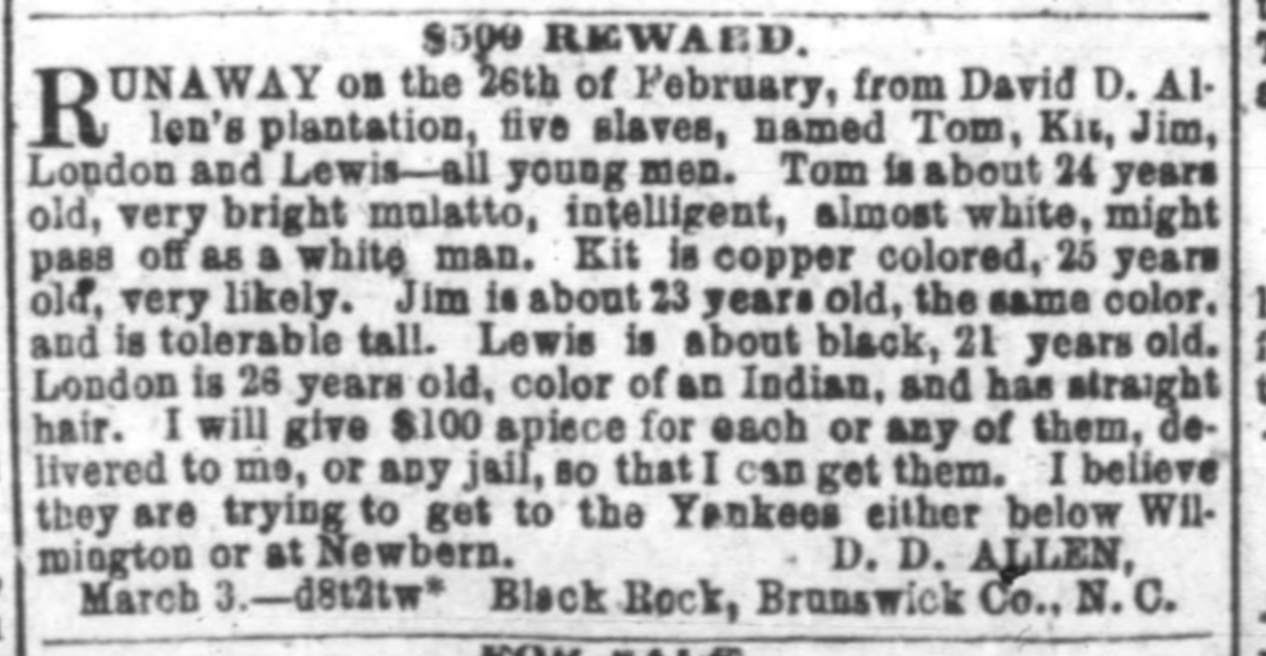 $500 REWARD.
RUNAWAY on the 26th of February, from David D. Al-
len's plantation, five slaves, named Tom, Kit, Jim,
London and Lewis—all young men. Tom is about 24 years
old, very bright mulatto, intelligent, almost white, might
pass off as a white man. Kit is copper colored, 25 years
old, very likely. Jim is about 23 years old, the same color,
and is tolerable tall. Lewis is about black, 21 years old.
London is 26 years old, color of an Indian, and has straight
hair. I will give $100 apiece for each or any of them, de-
livered to me, or any jail, so that I can get them. I believe
they are trying to get to the Yankees either below Wil-
mington or at Newbern. D. D. ALLEN,
March 3.—d8t2tw* Black Rock, Brunswick Co., N. C.